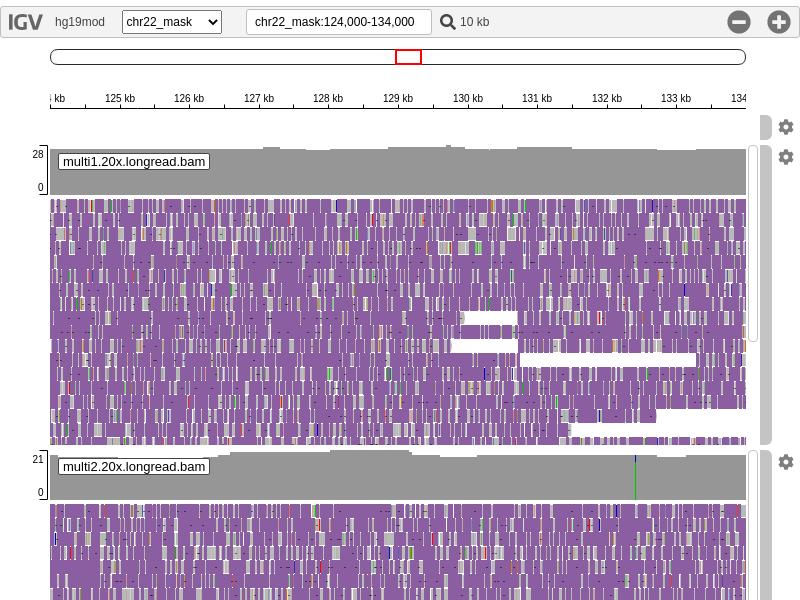 IGV hg19mod chr22_mask chr22_mask:124,000-134,000 10 kb
kb 125 kb 126 kb 127 kb 128 kb 129 kb 130 kb 131 kb 132 kb 133 kb 134
28
multi1.20x.longread.bam
0
21
multi2.20x.longread.bam
0